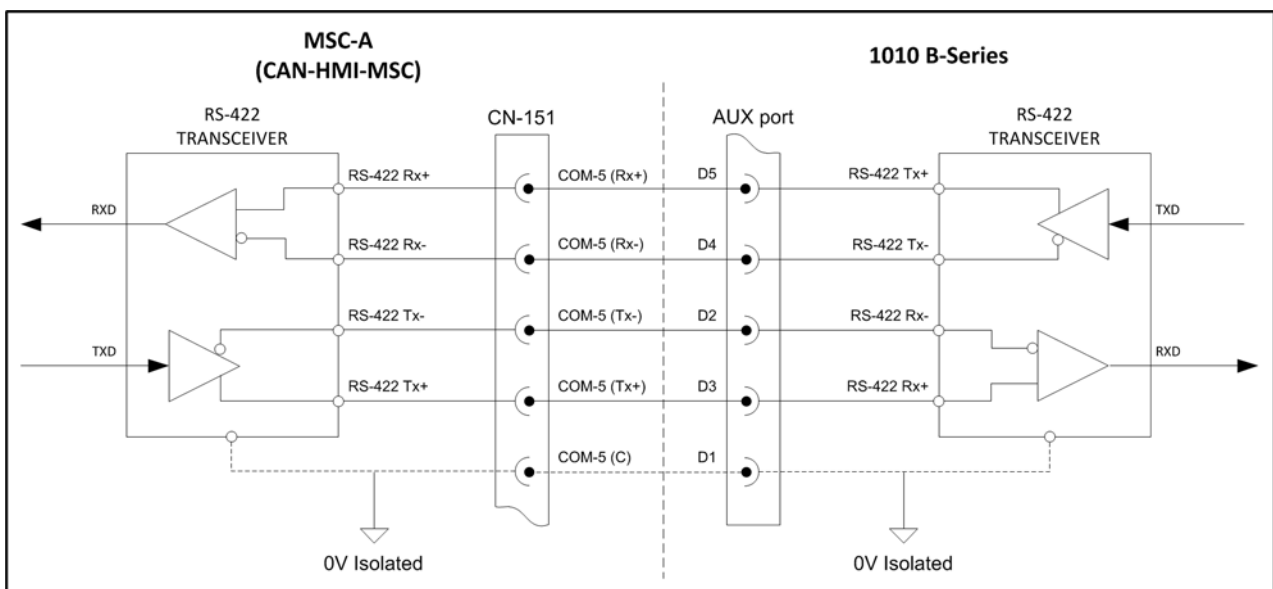 MSC-A
(CAN-HMI-MSC)
1010 B-Series
RS-422
TRANSCEIVER
CN-151
AUX port
RS-422
TRANSCEIVER
RS-422 Rx+
COM-5 (Rx+)
D5
RS-422 Tx+
RXD
TXD
RS-422 Rx-
COM-5 (Rx-)
D4
RS-422 Tx-
RS-422 Tx-
COM-5 (Tx-)
D2
RS-422 Rx-
TXD
RXD
RS-422 Tx+
COM-5 (Tx+)
D3
RS-422 Rx+
COM-5 (C)
D1
0V Isolated
0V Isolated